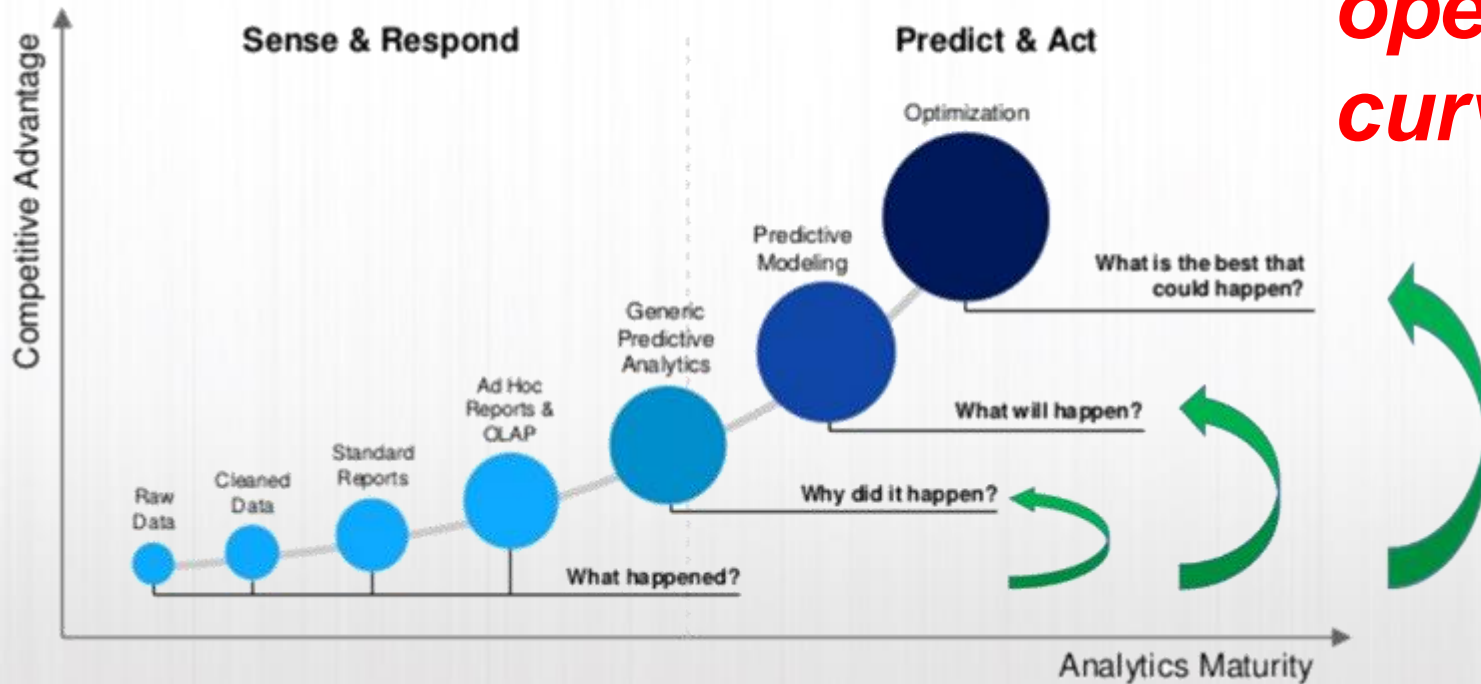 Sense & Respond
Predict & Act
Competitive Advantage
Optimization
Predictive
Modeling
What is the best that
could happen?
Generic
Predictive
Analytics
Ad Hoc
Reports &
OLAP
What will happen?
Standard
Reports
Cleaned
Data
Raw
Data
Why did it happen?
What happened?
Analytics Maturity